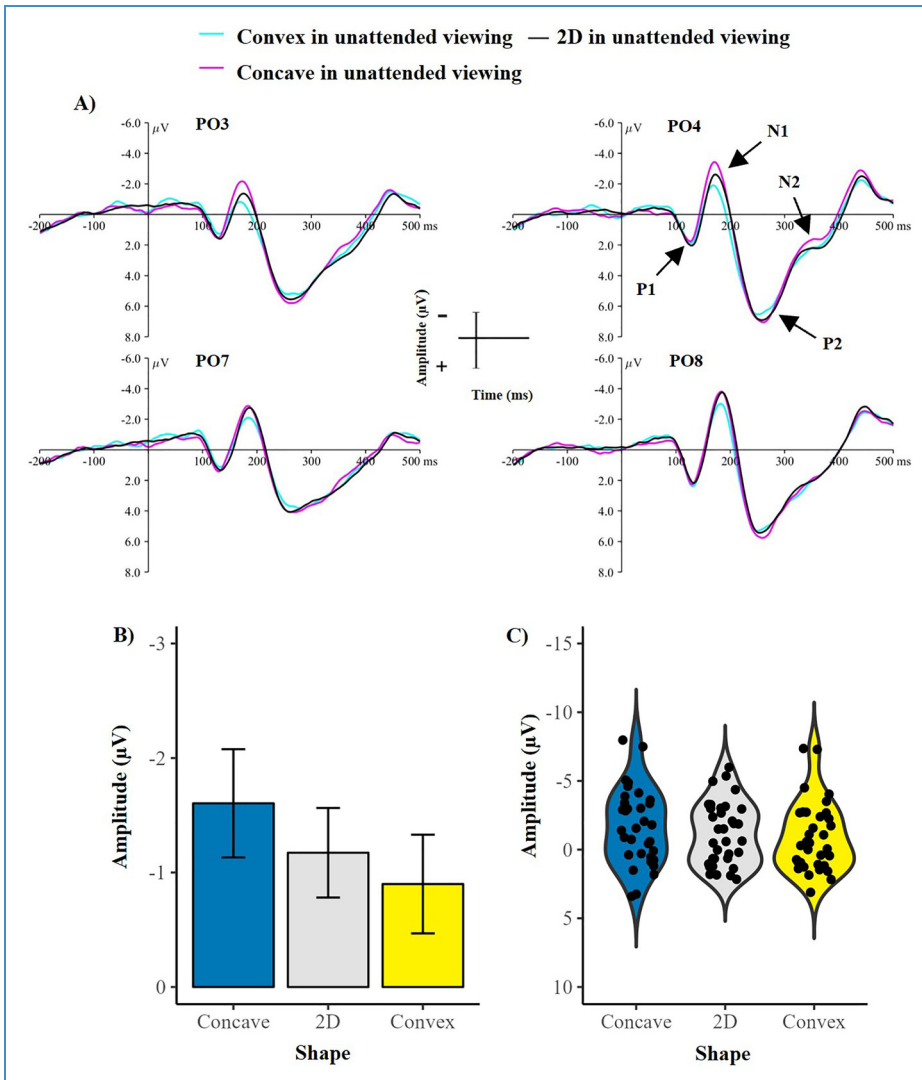 Convex in unattended viewing 2D in unattended viewing
Concave in unattended viewing
A)
PO3
-6.0 µV
-4.0
-2.0
-200 -100 100 200 300 400 500 ms
2.0
4.0
6.0
8.0
PO4
N1
N2
P1
P2
-6.0 µV
-4.0
-2.0
-200 -100 100 200 300 400 500 ms
2.0
4.0
6.0
8.0
Amplitude (µV)
−
+
Time (ms)
PO7
-6.0 µV
-4.0
-2.0
-200 -100 100 200 300 400 500 ms
2.0
4.0
6.0
8.0
PO8
-6.0 µV
-4.0
-2.0
-200 -100 100 200 300 400 500 ms
2.0
4.0
6.0
8.0
B)
Amplitude (µV)
-3
-2
-1
0
Concave 2D Convex
Shape
C)
Amplitude (µV)
-15
-10
-5
0
5
10
Concave 2D Convex
Shape